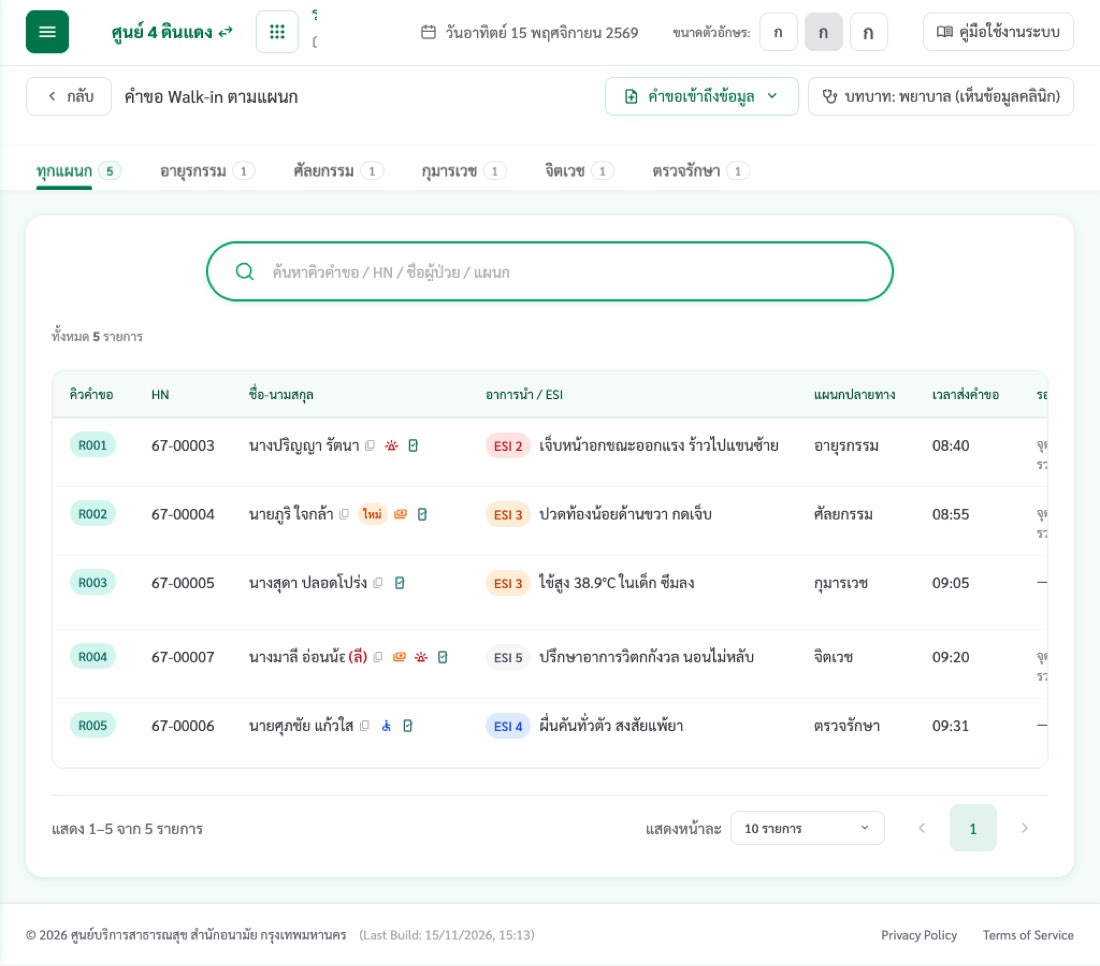 ศูนย์ 4 ดินแดง
วันอาทิตย์ 15 พฤศจิกายน 2569
ขนาดตัวอักษร: ก ก ก
คู่มือใช้งานระบบ
กลับ
คำขอ Walk-in ตามแผนก
คำขอเข้าถึงข้อมูล
บทบาท: พยาบาล (เห็นข้อมูลคลินิก)
ทุกแผนก 5 อายุรกรรม 1 ศัลยกรรม 1 กุมารเวช 1 จิตเวช 1 ตรวจรักษา 1
ค้นหาคิวคำขอ / HN / ชื่อผู้ป่วย / แผนก
ทั้งหมด 5 รายการ
คิวคำขอ HN ชื่อ-นามสกุล อาการนำ / ESI แผนกปลายทาง เวลาส่งคำขอ
R001 67-00003 นางปริญญา รัตนา ESI 2 เจ็บหน้าอกขณะออกแรง ร้าวไปแขนซ้าย อายุรกรรม 08:40
R002 67-00004 นายภูริ ใจกล้า ใหม่ ESI 3 ปวดท้องน้อยด้านขวา กดเจ็บ ศัลยกรรม 08:55
R003 67-00005 นางสุดา ปลอดโปร่ง ESI 3 ไข้สูง 38.9°C ในเด็ก ซึมลง กุมารเวช 09:05 —
R004 67-00007 นางมาลี (ลี) ESI 5 ปรึกษาอาการวิตกกังวล นอนไม่หลับ จิตเวช 09:20
R005 67-00006 นายศุภชัย แก้วใส ESI 4 ผื่นคันทั่วตัว สงสัยแพ้ยา ตรวจรักษา 09:31 —
แสดง 1–5 จาก 5 รายการ
แสดงหน้าละ 10 รายการ 1
© 2026 ศูนย์บริการสาธารณสุข สำนักอนามัย กรุงเทพมหานคร (Last Build: 15/11/2026, 15:13)
Privacy Policy Terms of Service